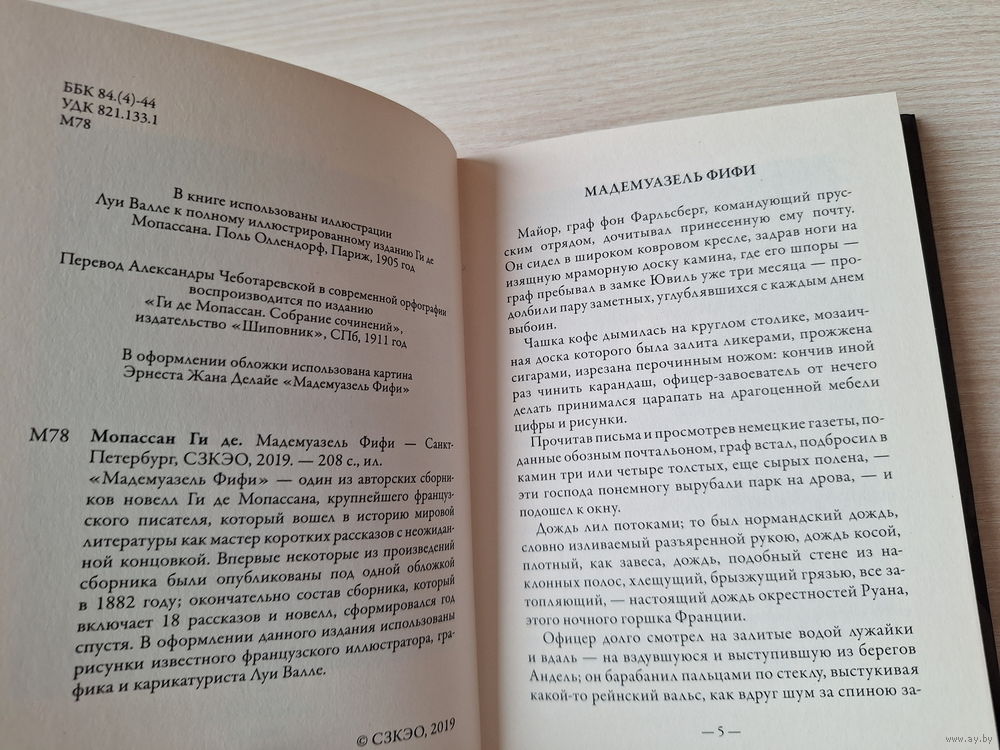 ББК 84.(4)-44
УДК 821.133.1
М78
В книге использованы иллюстрации
Луи Валле к полному иллюстрированному изданию Ги де
Мопассана. Поль Оллендорф, Париж, 1905 год
Перевод Александры Чеботаревской в современной орфографии
воспроизводится по изданию
«Ги де Мопассан. Собрание сочинений»,
издательство «Шиповник», СПб, 1911 год
В оформлении обложки использована картина
Эрнеста Жана Делайе «Мадемуазель Фифи»
М78 Мопассан Ги де. Мадемуазель Фифи — Санкт-
Петербург, СЗКЭО, 2019. — 208 с., ил.
«Мадемуазель Фифи» — один из авторских сборни-
ков новелл Ги де Мопассана, крупнейшего француз-
ского писателя, который вошел в историю мировой
литературы как мастер коротких рассказов с неожидан-
ной концовкой. Впервые некоторые из произведений
сборника были опубликованы под одной обложкой
в 1882 году; окончательно состав сборника, который
включает 18 рассказов и новелл, сформировался год
спустя. В оформлении данного издания использованы
рисунки известного французского иллюстратора, гра-
фика и карикатуриста Луи Валле.
© СЗКЭО, 2019
МАДЕМУАЗЕЛЬ ФИФИ
Майор, граф фон Фарльсберг, командующий прус-
ским отрядом, дочитывал принесенную ему почту.
Он сидел в широком ковровом кресле, задрав ноги на
изящную мраморную доску камина, где его шпоры —
граф пребывал в замке Ювиль уже три месяца — про-
долбили пару заметных, углублявшихся с каждым днем
выбоин.
Чашка кофе дымилась на круглом столике, мозаич-
ная доска которого была залита ликерами, прожжена
сигарами, изрезана перочинным ножом: кончив иной
раз чинить карандаш, офицер-завоеватель от нечего
делать принимался царапать на драгоценной мебели
цифры и рисунки.
Прочитав письма и просмотрев немецкие газеты, по-
данные обозным почтальоном, граф встал, подбросил в
камин три или четыре толстых, еще сырых полена, —
эти господа понемногу вырубали парк на дрова, — и
подошел к окну.
Дождь лил потоками; то был нормандский дождь,
словно изливаемый разъяренной рукою, дождь косой,
плотный, как завеса, дождь, подобный стене из на-
клонных полос, хлещущий, брызжущий грязью, все за-
топляющий, — настоящий дождь окрестностей Руана,
этого ночного горшка Франции.
Офицер долго смотрел на залитые водой лужайки
и вдаль — на вздувшуюся и выступившую из берегов
Андель; он барабанил пальцами по стеклу, выстукивая
какой-то рейнский вальс, как вдруг шум за спиною за-
— 5 —
www.ay.by